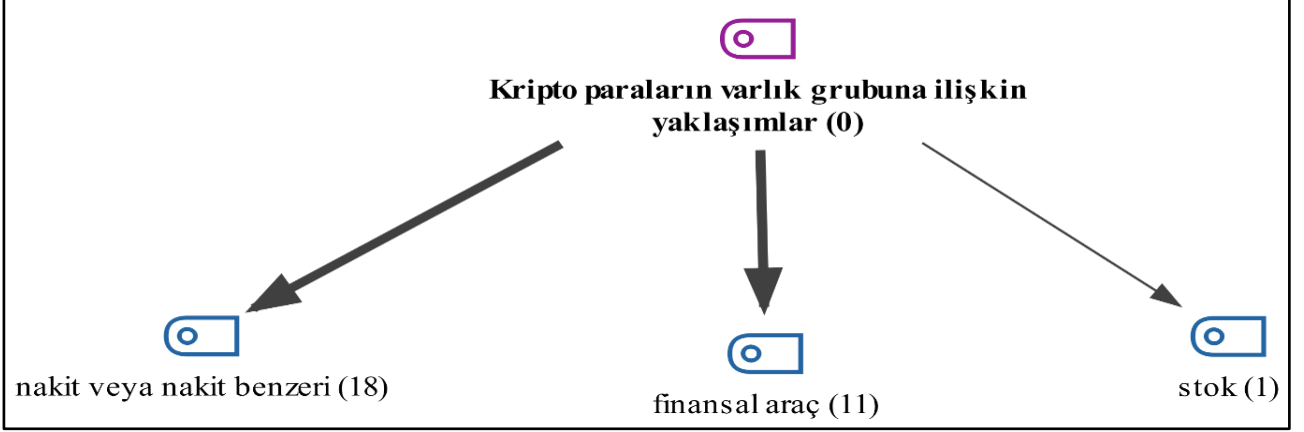 Kripto paraların varlık grubuna ilişkin
yaklaşımlar (0)
nakit veya nakit benzeri (18)
finansal araç (11)
stok (1)